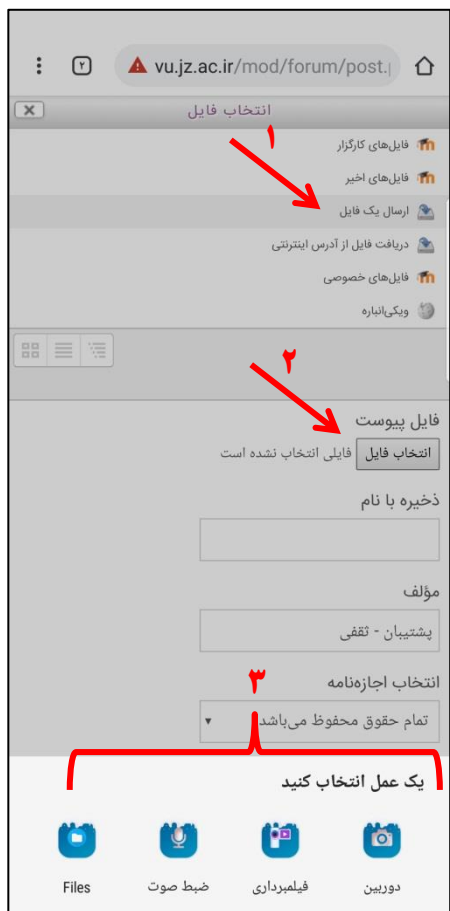 ۲
vu.jz.ac.ir/mod/forum/post.
انتخاب فایل
۱
فایل‌های کارگزار
فایل‌های اخیر
ارسال یک فایل
دریافت فایل از آدرس اینترنتی
فایل‌های خصوصی
ویکی‌انباره
۲
فایل پیوست
انتخاب فایل فایلی انتخاب نشده است
ذخیره با نام
مؤلف
پشتیبان - ثقفی
انتخاب اجازه‌نامه
۳
تمام حقوق محفوظ می‌باشد
یک عمل انتخاب کنید
دوربین
فیلمبرداری
ضبط صوت
Files